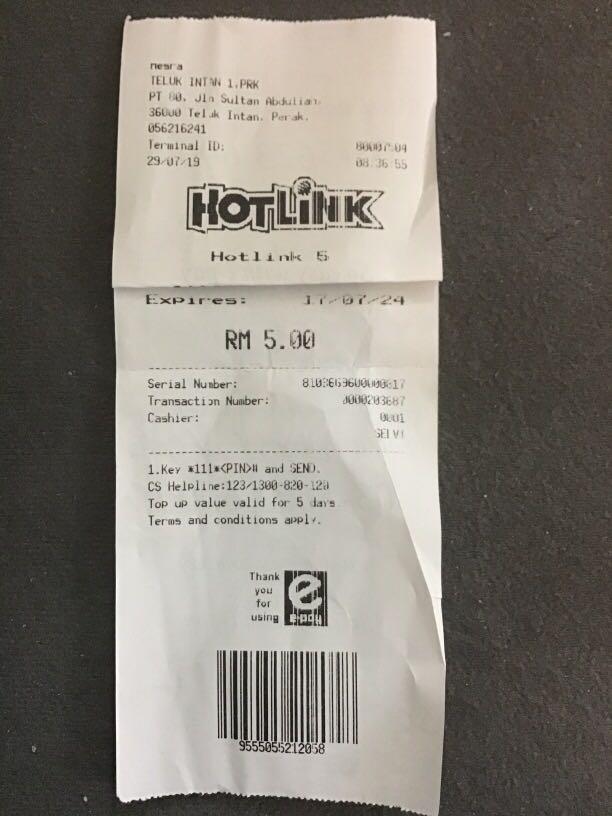 mesra
TELUK INTAN 1,PRK
PT 80, Jln Sultan
36000 Teluk Intan, Perak.
056216241
Terminal ID:
29/07/19 08:36:55
HOTLINK
Hotlink 5
Expires: 17/07/24
RM 5.00
Serial Number:
Transaction Number: 0000203687
Cashier: 0001
SELVI
1.Key *111*<PIN># and SEND.
CS Helpline:123/1300-820-120
Top up value valid for 5 days
Terms and conditions apply.
Thank
you
for
using
e
e-pay
9555055212058